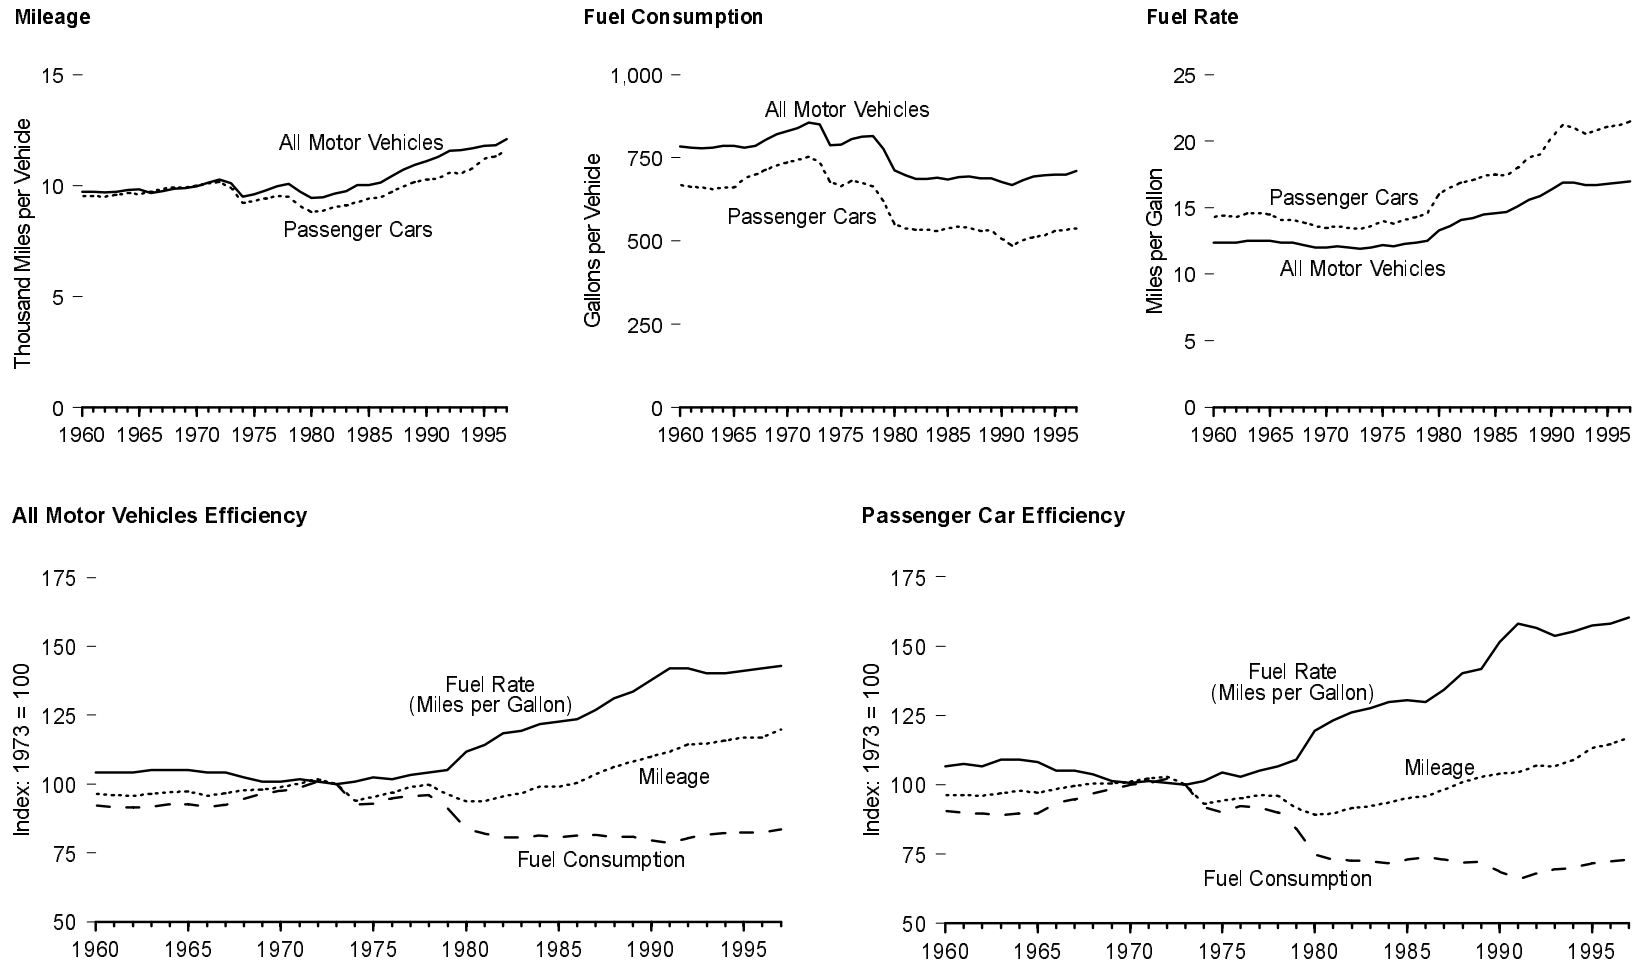 Mileage
15
10
5
0
Thousand Miles per Vehicle
All Motor Vehicles
Passenger Cars
1960 1965 1970 1975 1980 1985 1990 1995
Fuel Consumption
1,000
750
500
250
0
Gallons per Vehicle
All Motor Vehicles
Passenger Cars
1960 1965 1970 1975 1980 1985 1990 1995
Fuel Rate
25
20
15
10
5
0
Miles per Gallon
Passenger Cars
All Motor Vehicles
1960 1965 1970 1975 1980 1985 1990 1995
All Motor Vehicles Efficiency
175
150
125
100
75
50
Index: 1973 = 100
Fuel Rate
(Miles per Gallon)
Mileage
Fuel Consumption
1960 1965 1970 1975 1980 1985 1990 1995
Passenger Car Efficiency
175
150
125
100
75
50
Index: 1973 = 100
Fuel Rate
(Miles per Gallon)
Mileage
Fuel Consumption
1960 1965 1970 1975 1980 1985 1990 1995